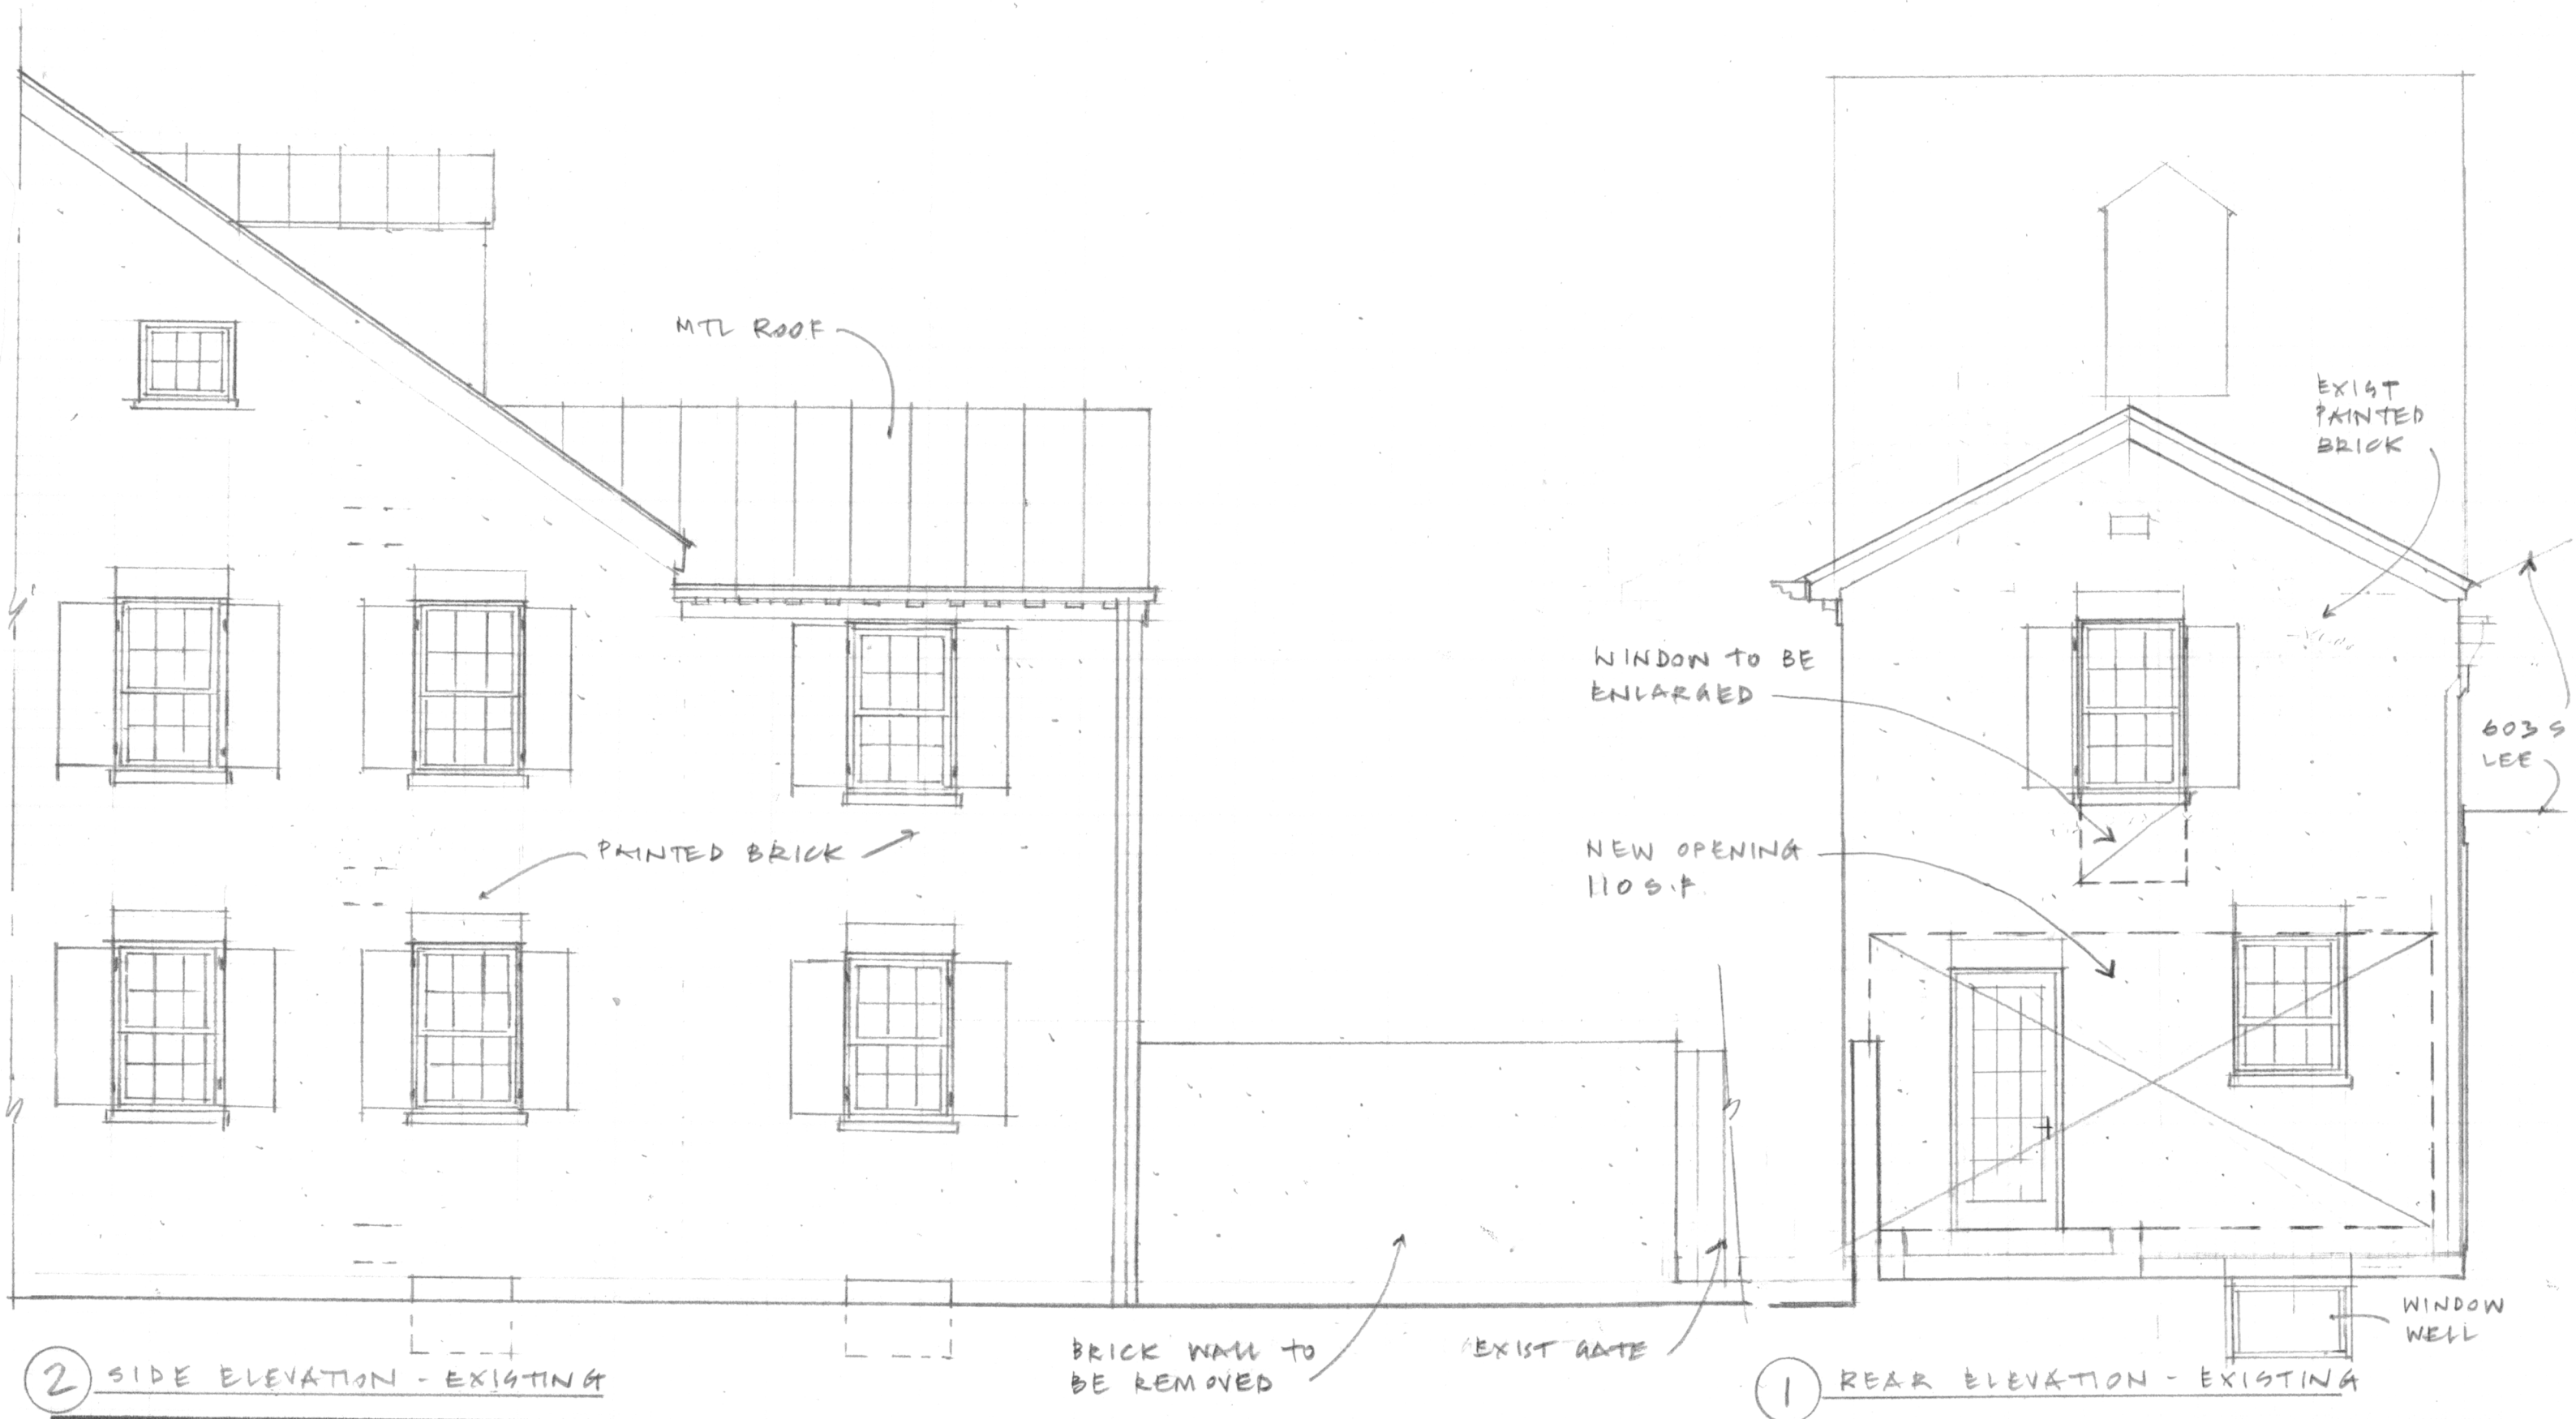 MTL ROOF
EXIST
PAINTED
BRICK
WINDOW TO BE
ENLARGED
603 S
LEE
PAINTED BRICK
NEW OPENING
110 S.F.
WINDOW
WELL
BRICK WALL TO
BE REMOVED
EXIST GATE
2 SIDE ELEVATION - EXISTING
1 REAR ELEVATION - EXISTING